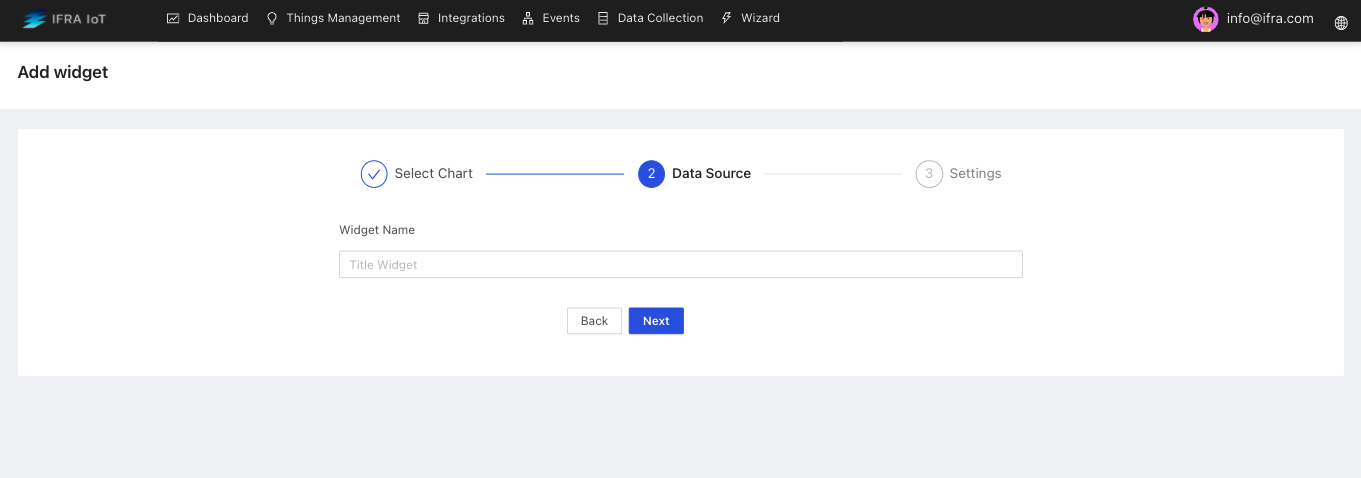 IFRA IoT Dashboard Things Management Integrations Events Data Collection Wizard info@ifra.com
Add widget
Select Chart 2 Data Source 3 Settings
Widget Name
Title Widget
Back Next